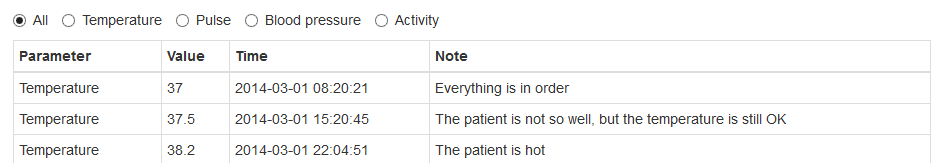 All Temperature Pulse Blood pressure Activity
Parameter Value Time Note
Temperature 37 2014-03-01 08:20:21 Everything is in order
Temperature 37.5 2014-03-01 15:20:45 The patient is not so well, but the temperature is still OK
Temperature 38.2 2014-03-01 22:04:51 The patient is hot